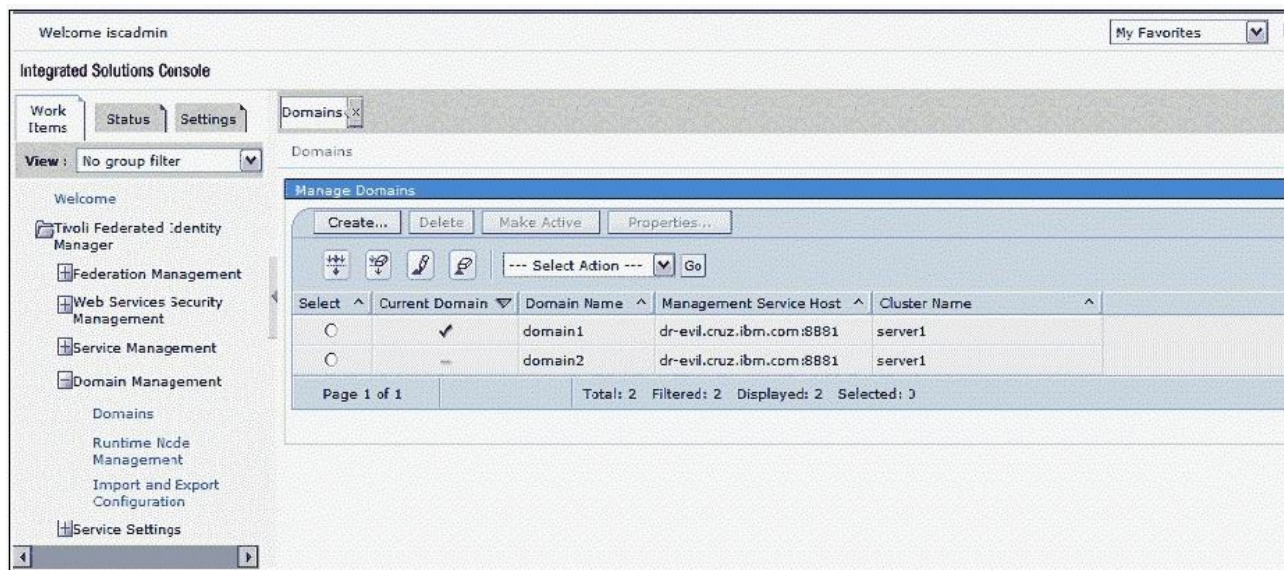 Welcome iscadmin
My Favorites
Integrated Solutions Console
Work Items
Status
Settings
Domains x
View : No group filter
Domains
Welcome
Manage Domains
Tivoli Federated Identity
Manager
Create... Delete Make Active Properties...
Federation Management
--- Select Action --- Go
Web Services Security
Management
Select Current Domain Domain Name Management Service Host Cluster Name
domain1 dr-evil.cruz.ibm.com:8881 server1
domain2 dr-evil.cruz.ibm.com:8881 server1
Page 1 of 1 Total: 2 Filtered: 2 Displayed: 2 Selected: 0
Service Management
Domain Management
Domains
Runtime Node
Management
Import and Export
Configuration
Service Settings